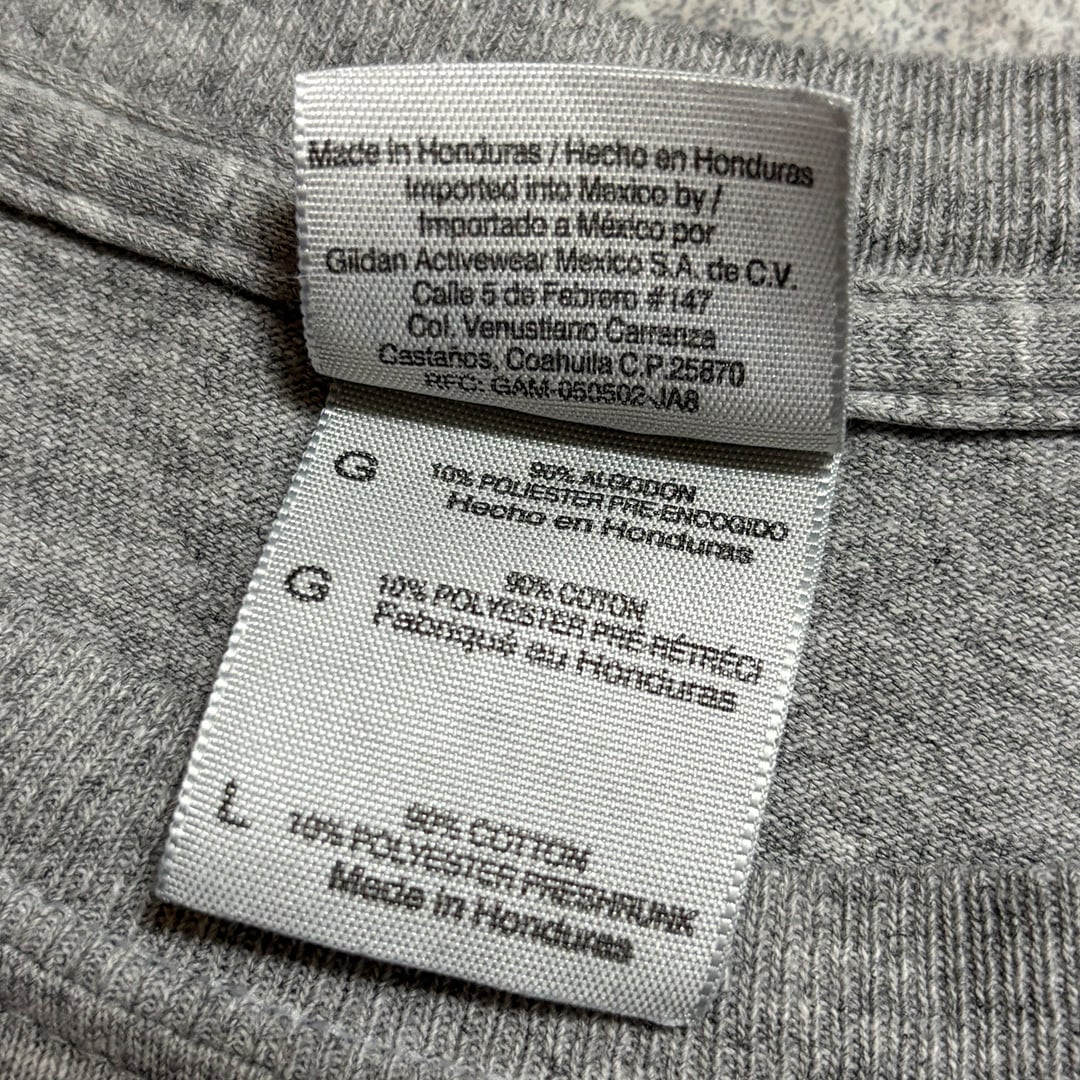 Made in Honduras / Hecho en Honduras
Imported into Mexico by /
Importado a México por
Gildan Activewear Mexico S.A. de C.V.
Calle 5 de Febrero #147
Col. Venustiano Carranza
Castaños, Coahuila C.P. 25870
RFC: GAM-050502-JA8
G
90% ALGODON
10% POLIESTER PRE-ENCOGIDO
Hecho en Honduras
G
90% COTON
10% POLYESTER PRÉ-RÉTRÉCI
Fabriqué au Honduras
L
90% COTTON
10% POLYESTER PRESHRUNK
Made in Honduras